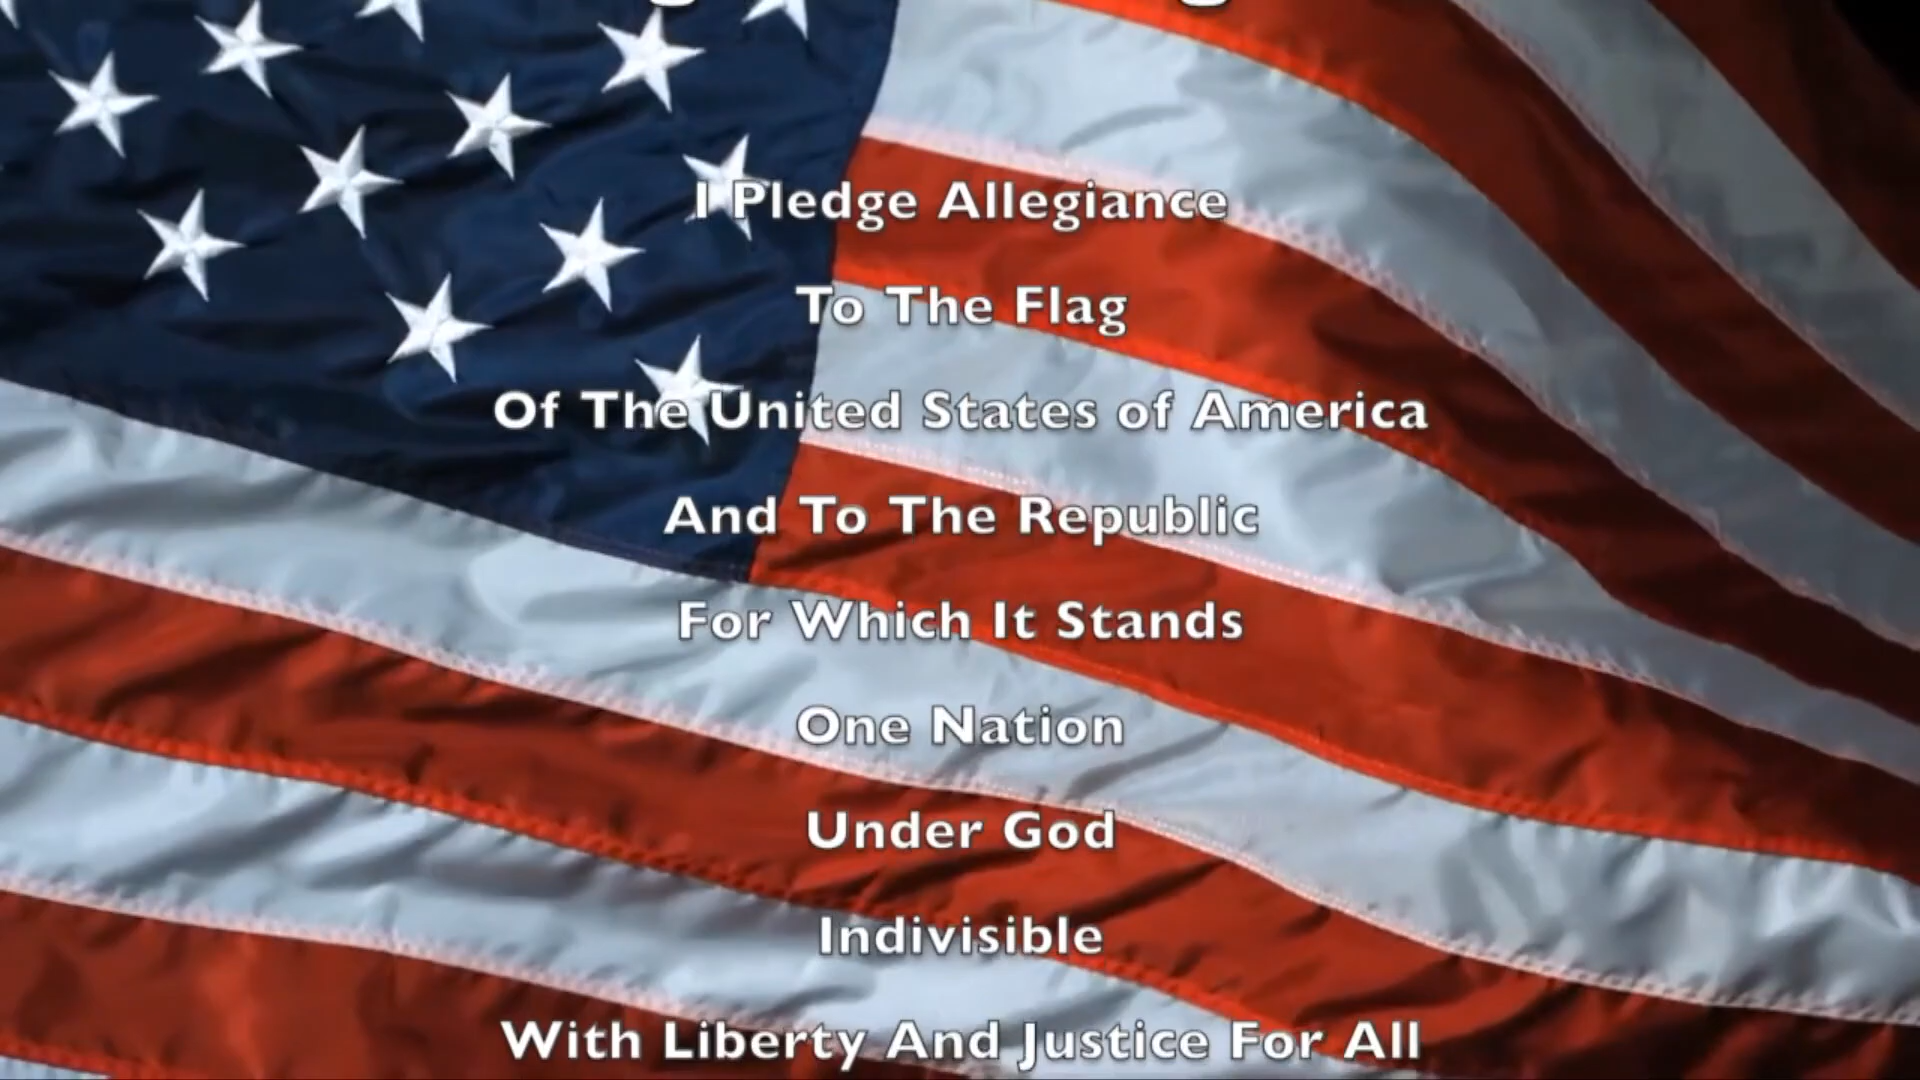 I Pledge Allegiance
To The Flag
Of The United States of America
And To The Republic
For Which It Stands
One Nation
Under God
Indivisible
With Liberty And Justice For All